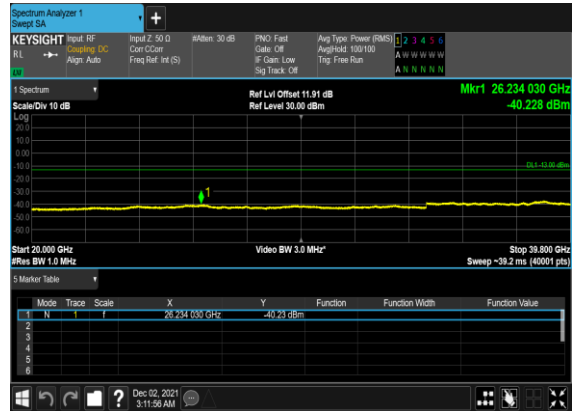 Spectrum Analyzer 1
Swept SA
+
KEYSIGHT Input: RF Input Z: 50 Ω #Atten: 30 dB PNO: Fast Avg Type: Power (RMS) 1 2 3 4 5 6
RL Coupling: DC Corr CCorr Gate: Off Avg|Hold: 100/100 A W W W W W
Align: Auto Freq Ref: Int (S) IF Gain: Low Trig: Free Run
Sig Track: Off A N N N N N
1 Spectrum Ref Lvl Offset 11.91 dB Mkr1 26.234 030 GHz
Scale/Div 10 dB Ref Level 30.00 dBm -40.228 dBm
Log
20.0
10.0
0.00
-10.0
DL1 -13.00 dBm
-20.0
-30.0
1
-40.0
-50.0
-60.0
Start 20.000 GHz Video BW 3.0 MHz* Stop 39.800 GHz
#Res BW 1.0 MHz Sweep ~39.2 ms (40001 pts)
5 Marker Table
Mode Trace Scale X Y Function Function Width Function Value
1 N 1 f 26.234 030 GHz -40.23 dBm
2
3
4
5
6
? Dec 02, 2021
3:11:56 AM